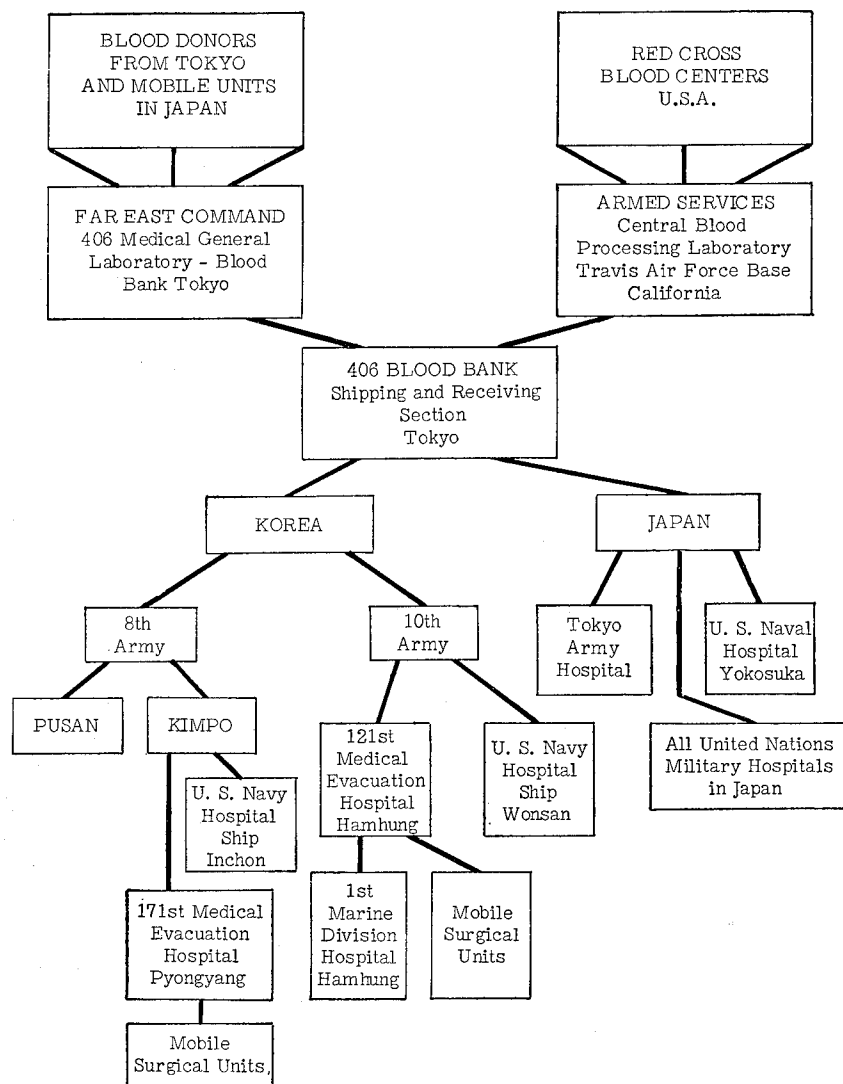 BLOOD DONORS
FROM TOKYO
AND MOBILE UNITS
IN JAPAN
RED CROSS
BLOOD CENTERS
U.S.A.
FAR EAST COMMAND
406 Medical General
Laboratory - Blood
Bank Tokyo
ARMED SERVICES
Central Blood
Processing Laboratory
Travis Air Force Base
California
406 BLOOD BANK
Shipping and Receiving
Section
Tokyo
KOREA
JAPAN
8th
Army
10th
Army
Tokyo
Army
Hospital
U. S. Naval
Hospital
Yokosuka
PUSAN
KIMPO
121st
Medical
Evacuation
Hospital
Hamhung
U. S. Navy
Hospital
Ship
Wonsan
All United Nations
Military Hospitals
in Japan
U. S. Navy
Hospital
Ship
Inchon
171st Medical
Evacuation
Hospital
Pyongyang
1st
Marine
Division
Hospital
Hamhung
Mobile
Surgical
Units
Mobile
Surgical Units,